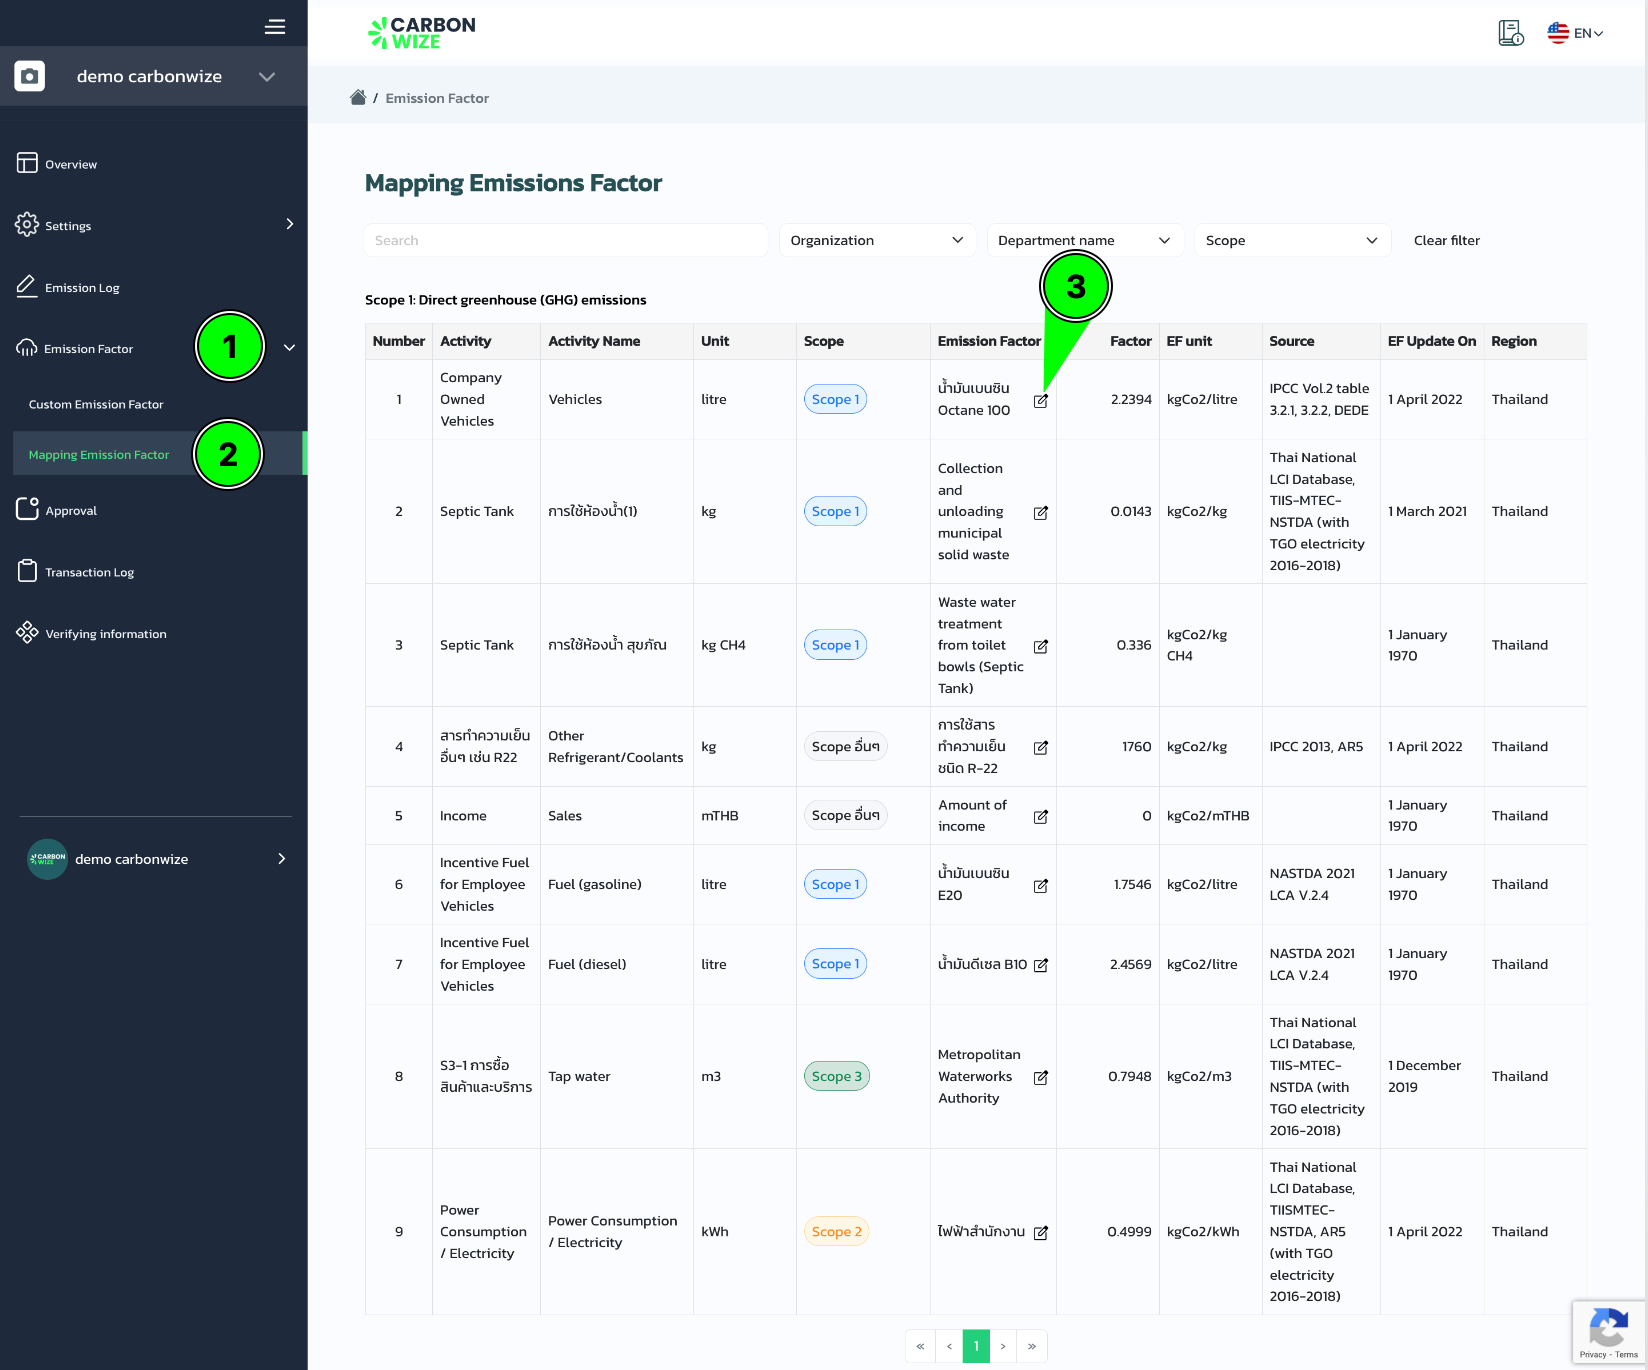 CARBON
WIZE
EN
demo carbonwize
/ Emission Factor
Overview
Settings
Emission Log
Emission Factor
1
Custom Emission Factor
Mapping Emission Factor
2
Approval
Transaction Log
Verifying information
CARBON
WIZE
demo carbonwize
Mapping Emissions Factor
Search
Organization
Department name
Scope
Clear filter
3
Scope 1: Direct greenhouse (GHG) emissions
Number Activity Activity Name Unit Scope Emission Factor Factor EF unit Source EF Update On Region
1
Company
Owned
Vehicles
Vehicles
litre
Scope 1
น้ำมันเบนซิน
Octane 100
2.2394
kgCo2/litre
IPCC Vol.2 table
3.2.1, 3.2.2, DEDE
1 April 2022
Thailand
2
Septic Tank
การใช้ห้องน้ำ(1)
kg
Scope 1
Collection
and
unloading
municipal
solid waste
0.0143
kgCo2/kg
Thai National
LCI Database,
TIIS-MTEC-
NSTDA (with
TGO electricity
2016-2018)
1 March 2021
Thailand
3
Septic Tank
การใช้ห้องน้ำ สุขภัณ
kg CH4
Scope 1
Waste water
treatment
from toilet
bowls (Septic
Tank)
0.336
kgCo2/kg
CH4
1 January
1970
Thailand
4
สารทำความเย็น
อื่นๆ เช่น R22
Other
Refrigerant/Coolants
kg
Scope อื่นๆ
การใช้สาร
ทำความเย็น
ชนิด R-22
1760
kgCo2/kg
IPCC 2013, AR5
1 April 2022
Thailand
5
Income
Sales
mTHB
Scope อื่นๆ
Amount of
income
0
kgCo2/mTHB
1 January
1970
Thailand
6
Incentive Fuel
for Employee
Vehicles
Fuel (gasoline)
litre
Scope 1
น้ำมันเบนซิน
E20
1.7546
kgCo2/litre
NASTDA 2021
LCA V.2.4
1 January
1970
Thailand
7
Incentive Fuel
for Employee
Vehicles
Fuel (diesel)
litre
Scope 1
น้ำมันดีเซล B10
2.4569
kgCo2/litre
NASTDA 2021
LCA V.2.4
1 January
1970
Thailand
8
S3-1 การซื้อ
สินค้าและบริการ
Tap water
m3
Scope 3
Metropolitan
Waterworks
Authority
0.7948
kgCo2/m3
Thai National
LCI Database,
TIIS-MTEC-
NSTDA (with
TGO electricity
2016-2018)
1 December
2019
Thailand
9
Power
Consumption
/ Electricity
Power Consumption
/ Electricity
kWh
Scope 2
ไฟฟ้าสำนักงาน
0.4999
kgCo2/kWh
Thai National
LCI Database,
TIISMTEC-
NSTDA, AR5
(with TGO
electricity
2016-2018)
1 April 2022
Thailand
« ‹ 1 › »
Privacy - Terms